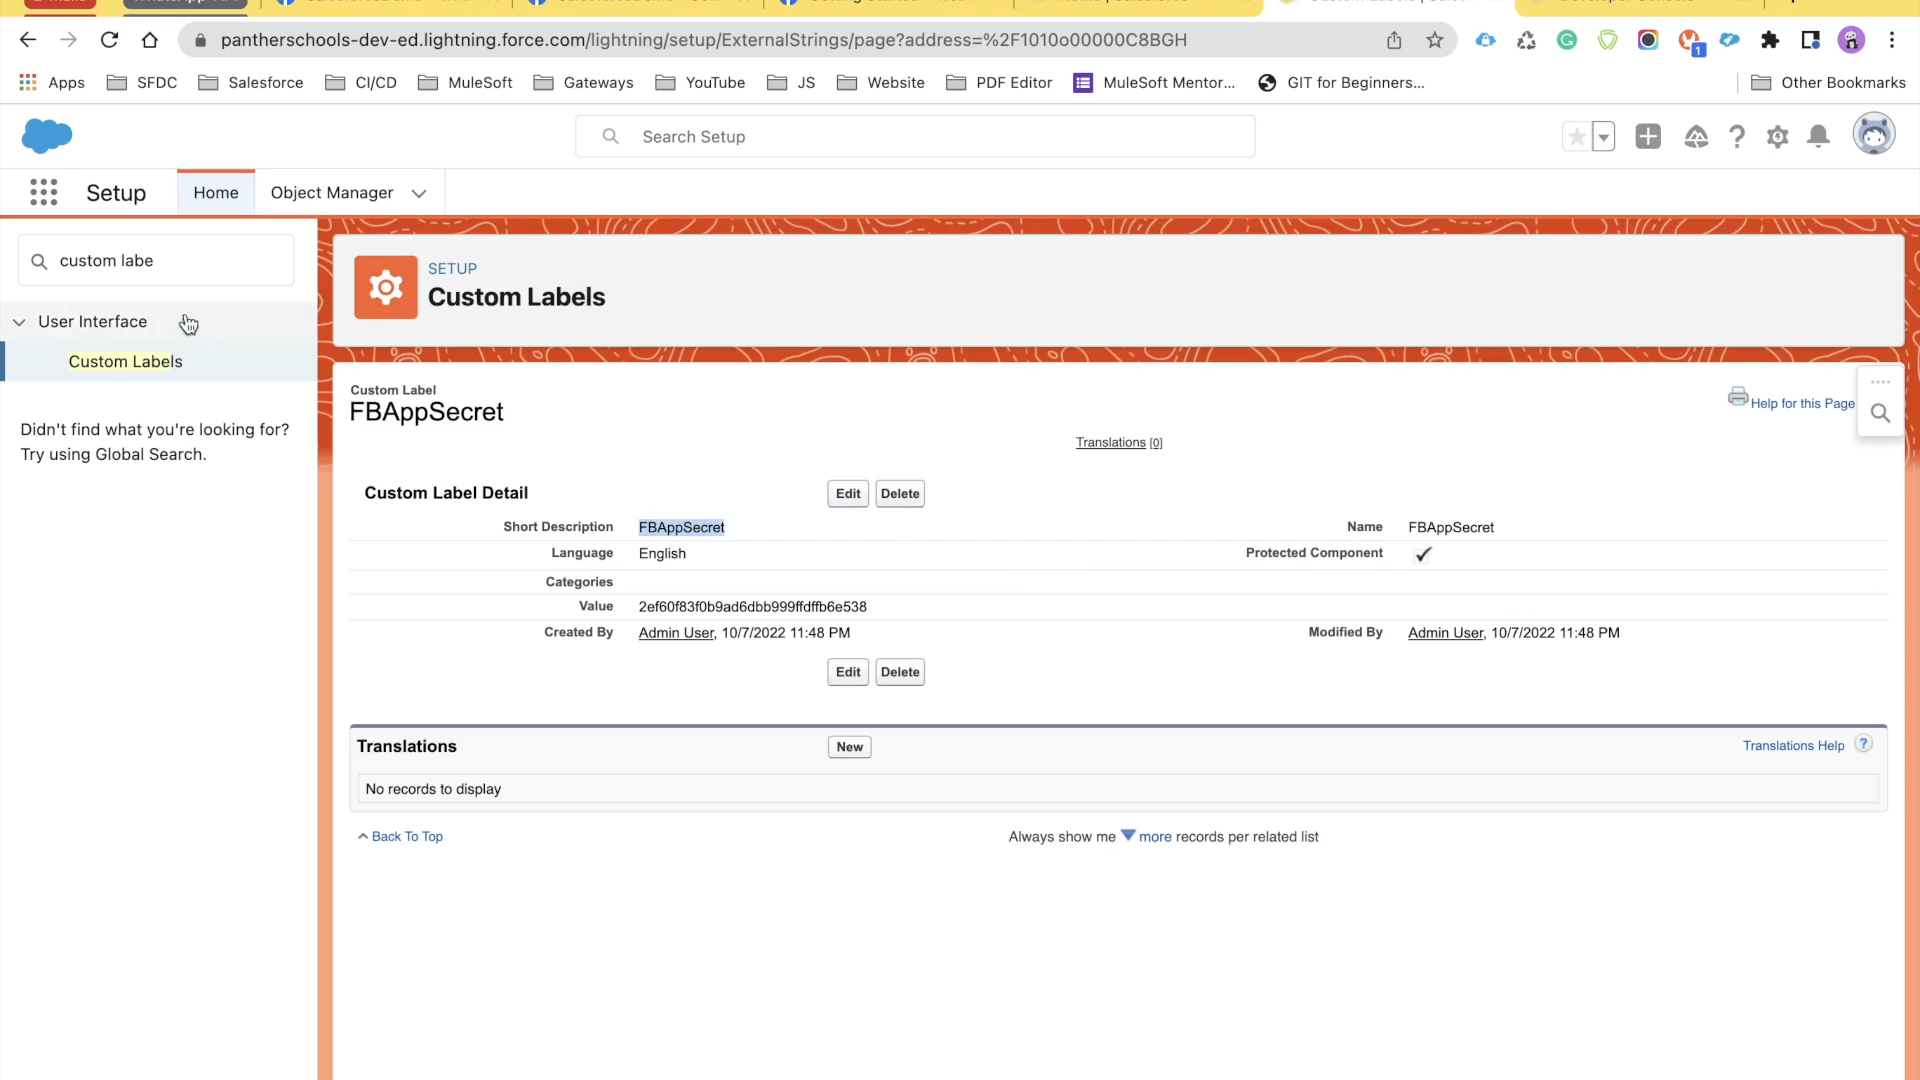 pantherschools-dev-ed.lightning.force.com/lightning/setup/ExternalStrings/page?address=%2F1010o00000C8BGH
1
Apps SFDC Salesforce CI/CD MuleSoft Gateways YouTube JS Website PDF Editor MuleSoft Mentor... GIT for Beginners... Other Bookmarks
Search Setup
Setup Home Object Manager
custom labe
User Interface
Custom Labels
Didn't find what you're looking for?
Try using Global Search.
SETUP
Custom Labels
Custom Label
FBAppSecret
Help for this Page
Translations [0]
Custom Label Detail Edit Delete
Short Description FBAppSecret Name FBAppSecret
Language English Protected Component
Categories
Value 2ef60f83f0b9ad6dbb999ffdffb6e538
Created By Admin User, 10/7/2022 11:48 PM Modified By Admin User, 10/7/2022 11:48 PM
Edit Delete
Translations New Translations Help ?
No records to display
Back To Top Always show me more records per related list